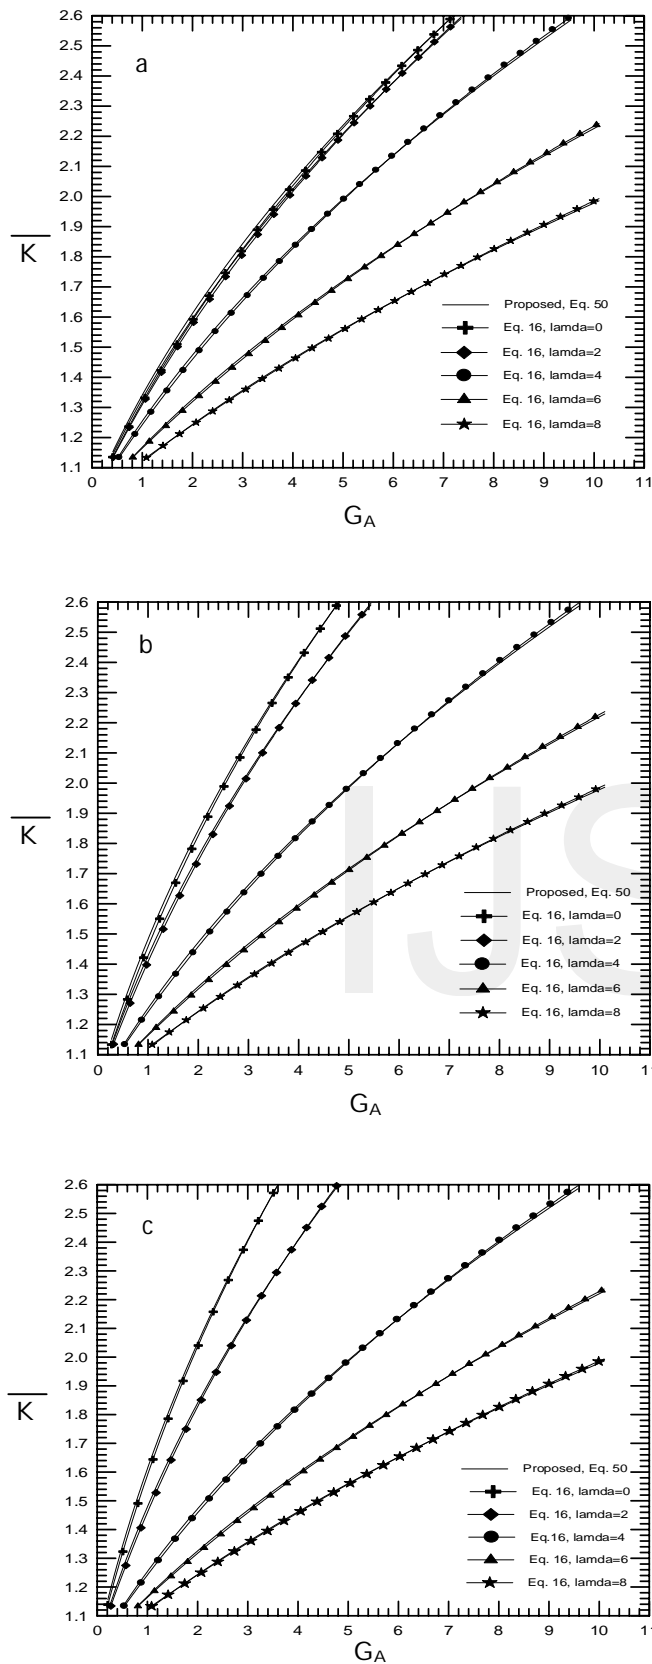 a
2.6
2.5
2.4
2.3
2.2
2.1
2.0
1.9
1.8
1.7
1.6
1.5
1.4
1.3
1.2
1.1
K
Proposed, Eq. 50
Eq. 16, lamda=0
Eq. 16, lamda=2
Eq. 16, lamda=4
Eq. 16, lamda=6
Eq. 16, lamda=8
0 1 2 3 4 5 6 7 8 9 10 11
GA
b
2.6
2.5
2.4
2.3
2.2
2.1
2.0
1.9
1.8
1.7
1.6
1.5
1.4
1.3
1.2
1.1
K
IJS
Proposed, Eq. 50
Eq. 16, lamda=0
Eq. 16, lamda=2
Eq. 16, lamda=4
Eq. 16, lamda=6
Eq. 16, lamda=8
0 1 2 3 4 5 6 7 8 9 10 11
GA
c
2.6
2.5
2.4
2.3
2.2
2.1
2.0
1.9
1.8
1.7
1.6
1.5
1.4
1.3
1.2
1.1
K
Proposed, Eq. 50
Eq. 16, lamda=0
Eq. 16, lamda=2
Eq.16, lamda=4
Eq. 16, lamda=6
Eq. 16, lamda=8
0 1 2 3 4 5 6 7 8 9 10 11
GA